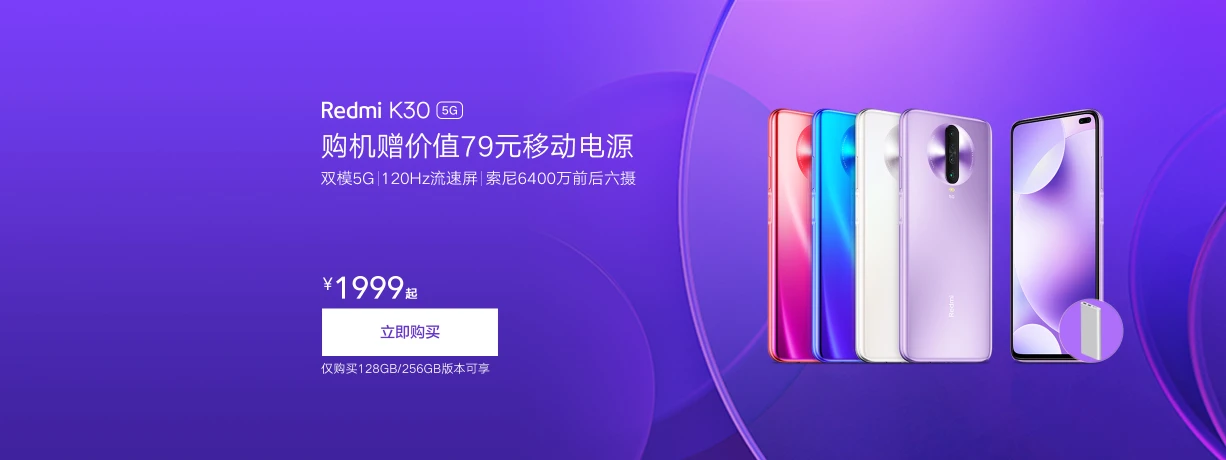 Redmi K30 5G
购机赠价值79元移动电源
双模5G|120Hz流速屏|索尼6400万前后六摄
¥1999起
立即购买
仅购买128GB/256GB版本可享
Redmi